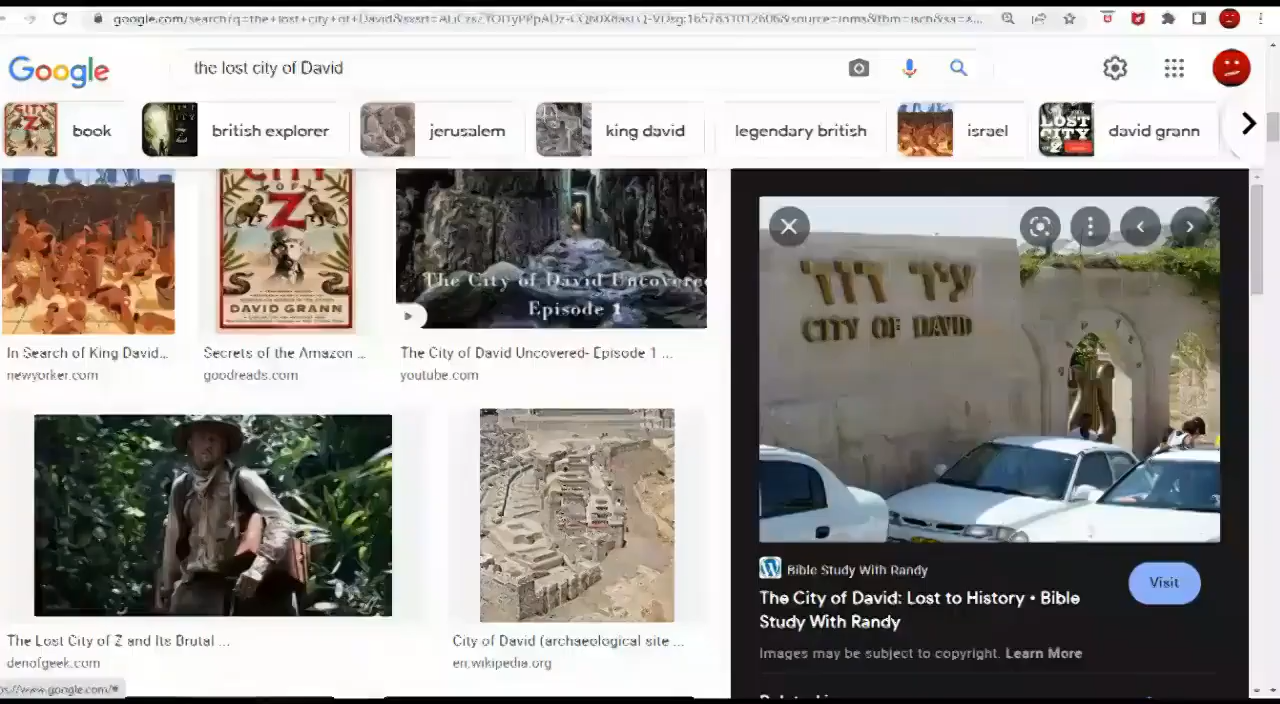 Google
the lost city of David
book
british explorer
jerusalem
king david
legendary british
israel
david grann
CITY
OF
Z
DAVID GRANN
The City of David Uncovere
Episode 1
In Search of King David...
newyorker.com
Secrets of the Amazon ...
goodreads.com
The City of David Uncovered- Episode 1 ...
youtube.com
עיר דוד
CITY OF DAVID
Bible Study With Randy
Visit
The City of David: Lost to History • Bible
Study With Randy
Images may be subject to copyright. Learn More
The Lost City of Z and Its Brutal ...
denofgeek.com
City of David (archaeological site ...
en.wikipedia.org